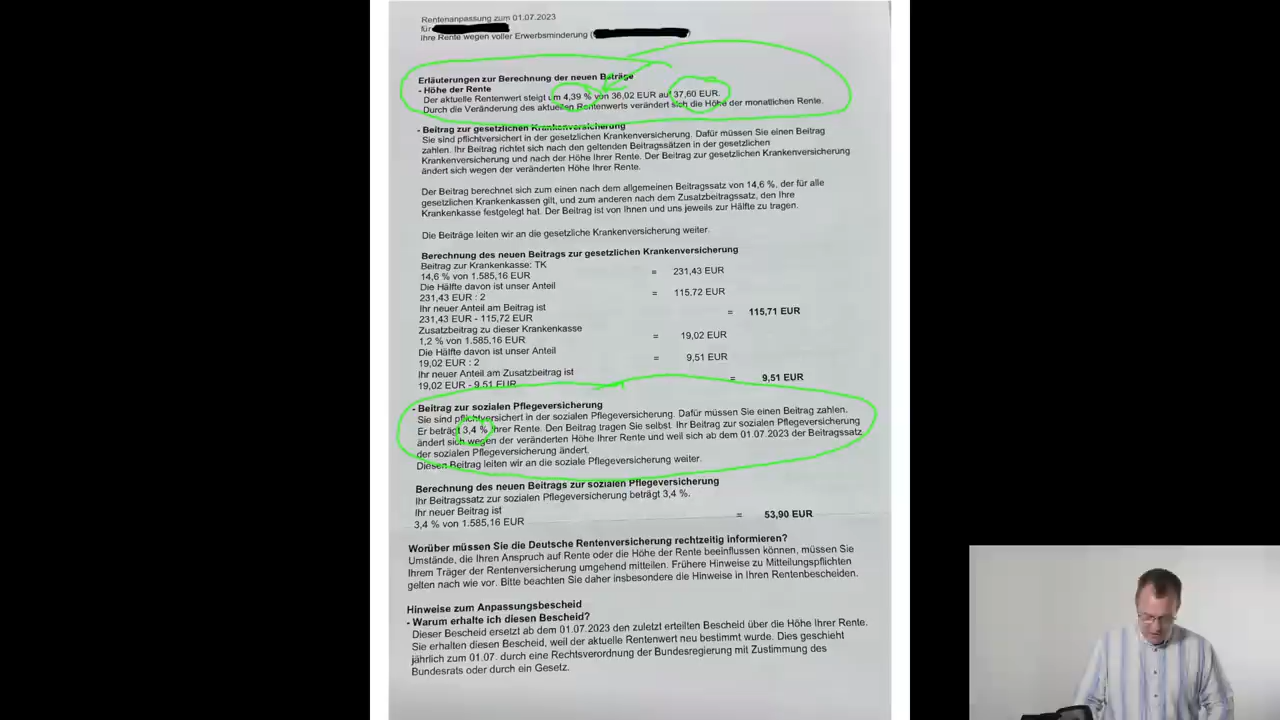 Rentenanpassung zum 01.07.2023
für
Ihre Rente wegen voller Erwerbsminderung ( )
Erläuterungen zur Berechnung der neuen Beträge
- Höhe der Rente
Der aktuelle Rentenwert steigt um 4,39 % von 36,02 EUR auf 37,60 EUR.
Durch die Veränderung des aktuellen Rentenwerts verändert sich die Höhe der monatlichen Rente.
- Beitrag zur gesetzlichen Krankenversicherung
Sie sind pflichtversichert in der gesetzlichen Krankenversicherung. Dafür müssen Sie einen Beitrag
zahlen. Ihr Beitrag richtet sich nach den geltenden Beitragssätzen in der gesetzlichen
Krankenversicherung und nach der Höhe Ihrer Rente. Der Beitrag zur gesetzlichen Krankenversicherung
ändert sich wegen der veränderten Höhe Ihrer Rente.
Der Beitrag berechnet sich zum einen nach dem allgemeinen Beitragssatz von 14,6 %, der für alle
gesetzlichen Krankenkassen gilt, und zum anderen nach dem Zusatzbeitragssatz, den Ihre
Krankenkasse festgelegt hat. Der Beitrag ist von Ihnen und uns jeweils zur Hälfte zu tragen.
Die Beiträge leiten wir an die gesetzliche Krankenversicherung weiter.
Berechnung des neuen Beitrags zur gesetzlichen Krankenversicherung
Beitrag zur Krankenkasse: TK
14,6 % von 1.585,16 EUR = 231,43 EUR
Die Hälfte davon ist unser Anteil
231,43 EUR : 2 = 115,72 EUR
Ihr neuer Anteil am Beitrag ist
231,43 EUR - 115,72 EUR = 115,71 EUR
Zusatzbeitrag zu dieser Krankenkasse
1,2 % von 1.585,16 EUR = 19,02 EUR
Die Hälfte davon ist unser Anteil
19,02 EUR : 2 = 9,51 EUR
Ihr neuer Anteil am Zusatzbeitrag ist
19,02 EUR - 9,51 EUR = 9,51 EUR
- Beitrag zur sozialen Pflegeversicherung
Sie sind pflichtversichert in der sozialen Pflegeversicherung. Dafür müssen Sie einen Beitrag zahlen.
Er beträgt 3,4 % Ihrer Rente. Den Beitrag tragen Sie selbst. Ihr Beitrag zur sozialen Pflegeversicherung
ändert sich wegen der veränderten Höhe Ihrer Rente und weil sich ab dem 01.07.2023 der Beitragssatz
der sozialen Pflegeversicherung ändert.
Diesen Beitrag leiten wir an die soziale Pflegeversicherung weiter.
Berechnung des neuen Beitrags zur sozialen Pflegeversicherung
Ihr Beitragssatz zur sozialen Pflegeversicherung beträgt 3,4 %.
Ihr neuer Beitrag ist
3,4 % von 1.585,16 EUR = 53,90 EUR
Worüber müssen Sie die Deutsche Rentenversicherung rechtzeitig informieren?
Umstände, die Ihren Anspruch auf Rente oder die Höhe der Rente beeinflussen können, müssen Sie
Ihrem Träger der Rentenversicherung umgehend mitteilen. Frühere Hinweise zu Mitteilungspflichten
gelten nach wie vor. Bitte beachten Sie daher insbesondere die Hinweise in Ihren Rentenbescheiden.
Hinweise zum Anpassungsbescheid
- Warum erhalte ich diesen Bescheid?
Dieser Bescheid ersetzt ab dem 01.07.2023 den zuletzt erteilten Bescheid über die Höhe Ihrer Rente.
Sie erhalten diesen Bescheid, weil der aktuelle Rentenwert neu bestimmt wurde. Dies geschieht
jährlich zum 01.07. durch eine Rechtsverordnung der Bundesregierung mit Zustimmung des
Bundesrats oder durch ein Gesetz.